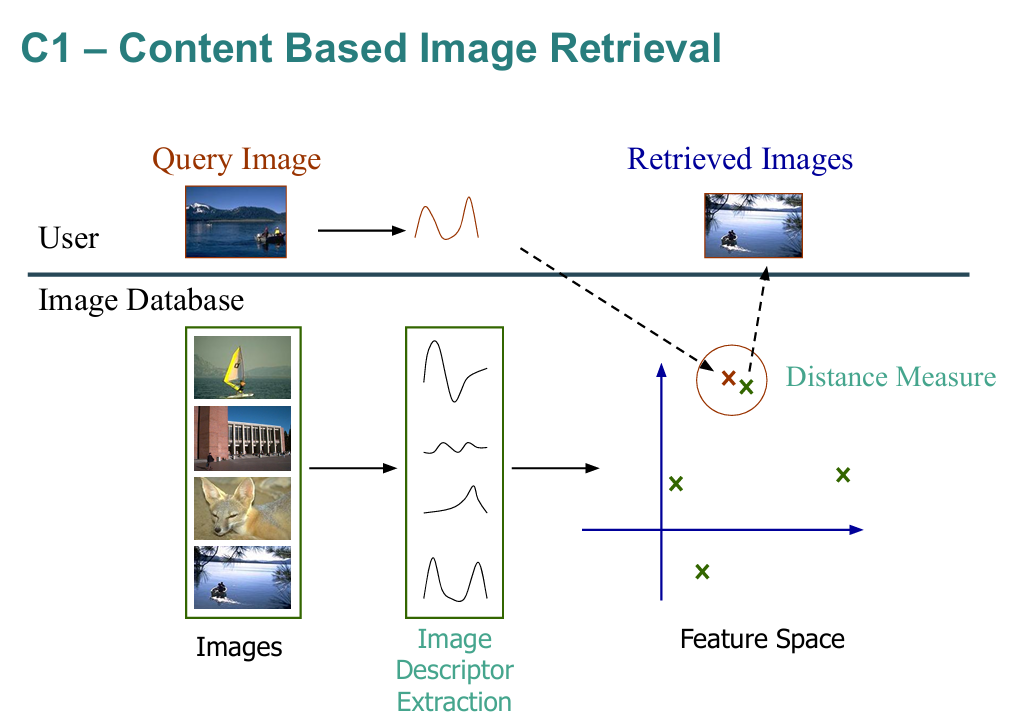 C1 – Content Based Image Retrieval
Query Image
Retrieved Images
User
Image Database
Distance Measure
Images
Image
Descriptor
Extraction
Feature Space